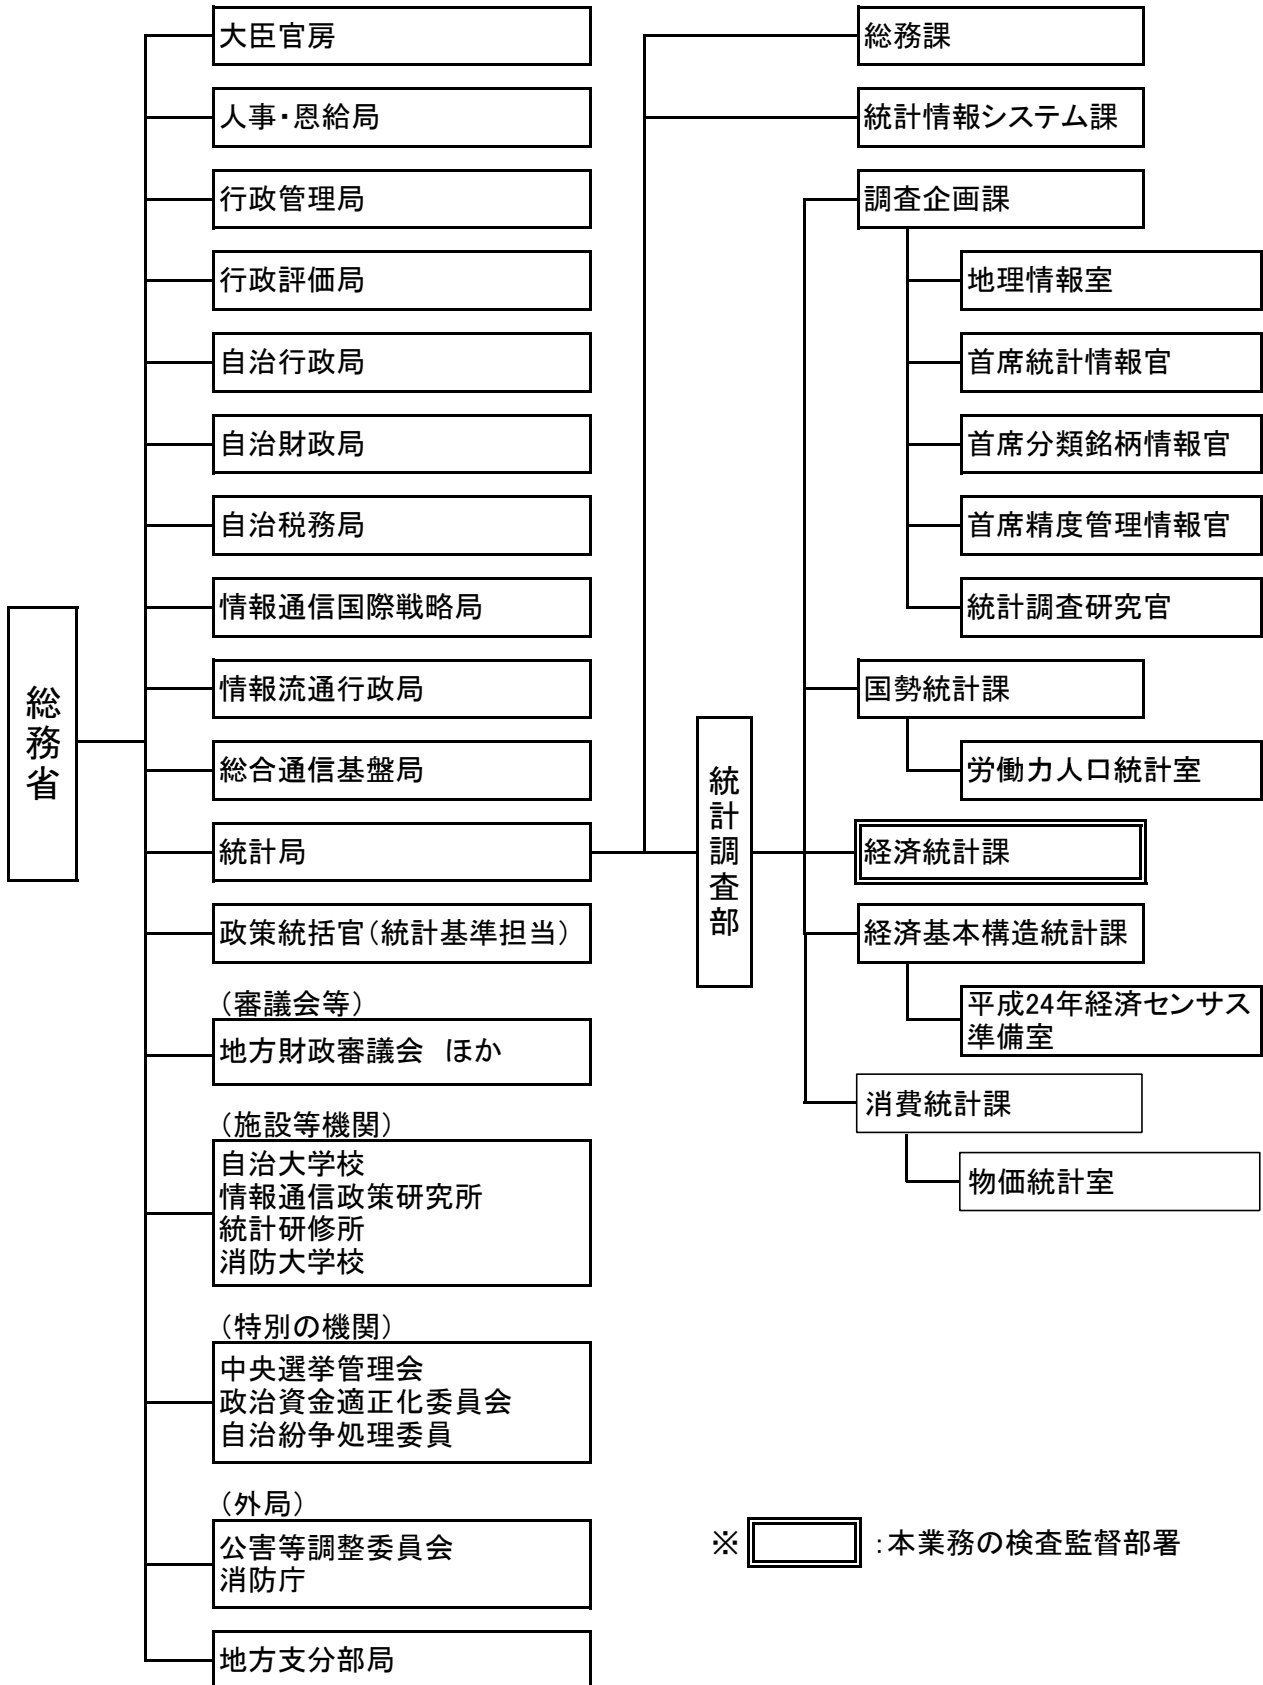 総務省
大臣官房
人事・恩給局
行政管理局
行政評価局
自治行政局
自治財政局
自治税務局
情報通信国際戦略局
情報流通行政局
総合通信基盤局
統計局
政策統括官（統計基準担当）
（審議会等）
地方財政審議会　ほか
（施設等機関）
自治大学校
情報通信政策研究所
統計研修所
消防大学校
（特別の機関）
中央選挙管理会
政治資金適正化委員会
自治紛争処理委員
（外局）
公害等調整委員会
消防庁
地方支分部局
総務課
統計情報システム課
統計調査部
調査企画課
地理情報室
首席統計情報官
首席分類銘柄情報官
首席精度管理情報官
統計調査研究官
国勢統計課
労働力人口統計室
経済統計課
経済基本構造統計課
平成24年経済センサス
準備室
消費統計課
物価統計室
※　：本業務の検査監督部署